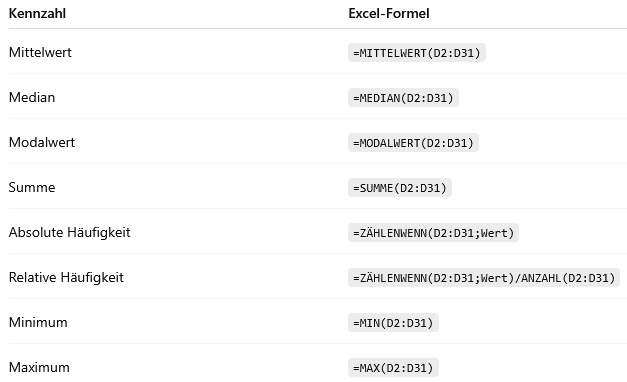 Kennzahl Excel-Formel
Mittelwert =MITTELWERT(D2:D31)
Median =MEDIAN(D2:D31)
Modalwert =MODALWERT(D2:D31)
Summe =SUMME(D2:D31)
Absolute Häufigkeit =ZÄHLENWENN(D2:D31;Wert)
Relative Häufigkeit =ZÄHLENWENN(D2:D31;Wert)/ANZAHL(D2:D31)
Minimum =MIN(D2:D31)
Maximum =MAX(D2:D31)